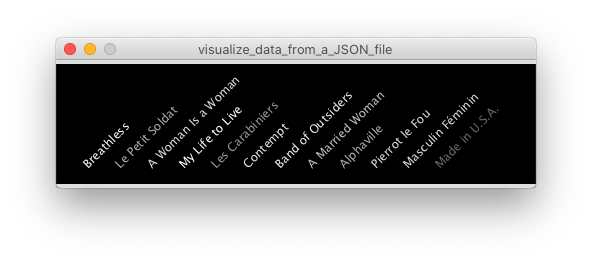 visualize_data_from_a_JSON_file
Breathless
Le Petit Soldat
A Woman Is a Woman
My Life to Live
Les Carabiniers
Contempt
Band of Outsiders
A Married Woman
Alphaville
Pierrot le Fou
Masculin Féminin
Made in U.S.A.